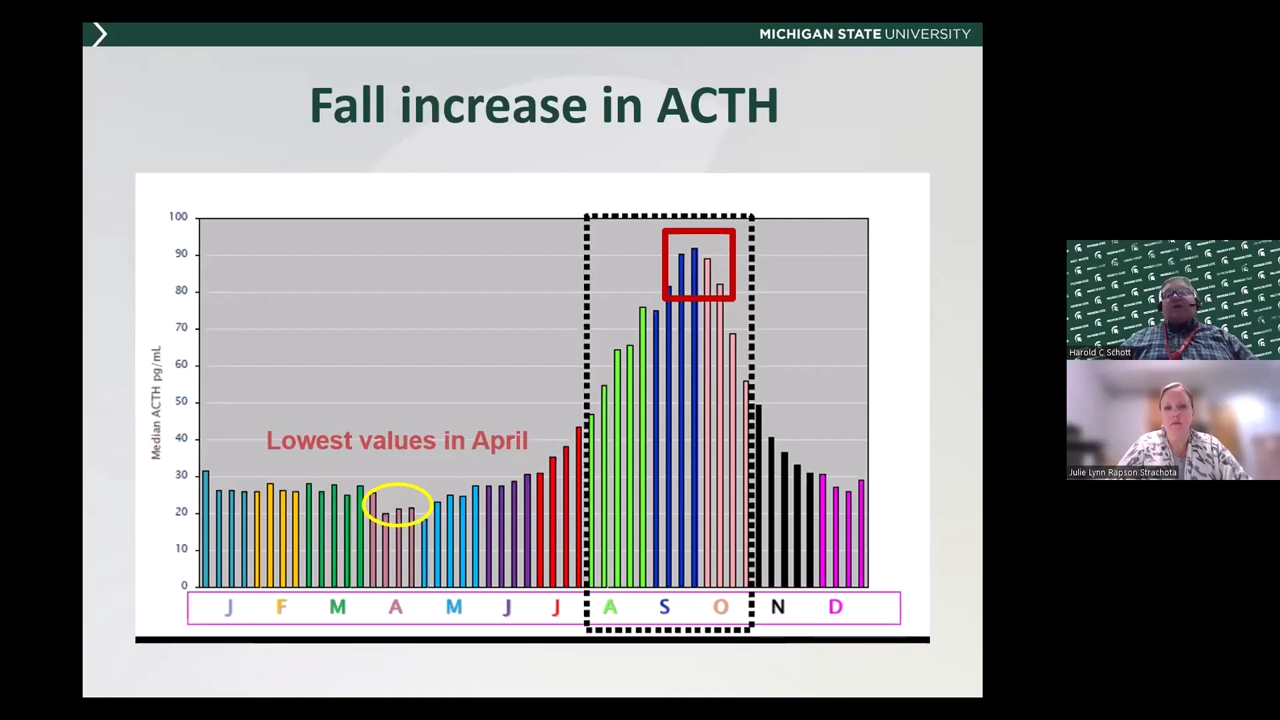 MICHIGAN STATE UNIVERSITY
Fall increase in ACTH
100
90
80
70
60
50
40
30
20
10
0
Median ACTH pg/mL
Lowest values in April
J F M A M J J A S O N D
Harold C Schott
Julie Lynn Rapson Strachota